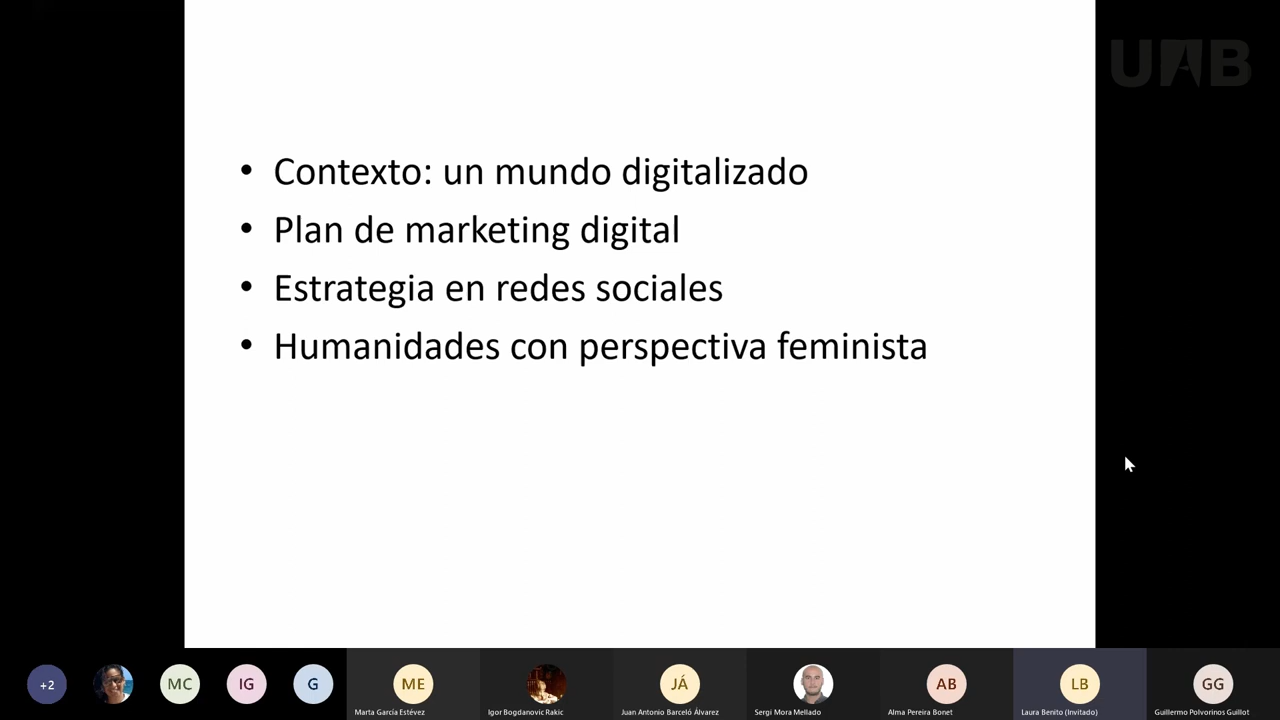 UAB
• Contexto: un mundo digitalizado
• Plan de marketing digital
• Estrategia en redes sociales
• Humanidades con perspectiva feminista
+2
MC
IG
G
ME
JÁ
AB
LB
GG
Marta García Estévez
Igor Bogdanovic Rakic
Juan Antonio Barceló Álvarez
Sergi Mora Mellado
Alma Pereira Bonet
Laura Benito (Invitado)
Guillermo Polvorinos Guillot